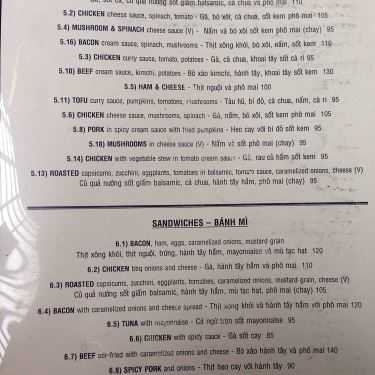 sốt giấm balsamic, cà chua và phô mai 110
5.2) CHICKEN cheese sauce, spinach, tomato - Gà, bó xôi, cà chua, sốt kem phô mai 105
5.4) MUSHROOM & SPINACH cheese sauce (V) - Nấm và bó xôi sốt kem phô mai (chay) 95
5.16) BACON cream sauce, spinach, mushrooms - Thịt xông khói, bó xôi, nấm, sốt kem 110
5.3) CHICKEN curry sauce, tomato, potatoes - Gà, cà chua, khoai tây sốt cà ri 95
5.10) BEEF cream sauce, kimchi, potatoes - Bò xào kimchi, hành tây, khoai tây sốt kem 130
5.5) HAM & CHEESE - Thịt nguội và phô mai 100
5.11) TOFU curry sauce, pumpkins, tomatoes, mushrooms - Tàu hũ, bí đỏ, cà chua, nấm, cà ri 95
5.6) CHICKEN cheese sauce, mushrooms, spinach - Gà, nấm, bó xôi, sốt kem phô mai 105
5.8) PORK in spicy cream sauce with fried pumpkins - Heo cay với bí đỏ sốt kem 95
5.18) MUSHROOMS in cheese sauce (V) - Nấm sốt phô mai (chay) 95
5.14) CHICKEN with vegetable stew in tomato cream sauce - Gà, rau củ hầm sốt kem 95
5.13) ROASTED capsicums, zucchini, eggplants, tomatoes in balsamic, tomato sauce, caramelized onions, cheese (V)
Củ quả nướng sốt giấm balsamic, cà chua, hành tây hầm, phô mai (chay) 95
SANDWICHES – BÁNH MÌ
6.1) BACON, ham, eggs, caramelized onions, mustard grain
Thịt xông khói, thịt nguội, trứng, hành tây hầm, mayonnaise và mù tạc hạt 120
6.2) CHICKEN bbq onions and cheese - Gà, hành tây hầm và phô mai 110
6.3) ROASTED capsicums, zucchini, eggplants, tomatoes, caramelized onions, mustard grain, cheese (V)
Củ quả nướng sốt giấm balsamic, hành tây hầm, mù tạc hạt, phô mai (chay) 105
6.4) BACON with caramelized onions and cheese spread - Thịt xông khói và hành tây hầm với phô mai 120
6.5) TUNA with mayonnaise - Cá ngừ trộn sốt mayonnaise 95
6.6) CHICKEN with spicy sauce - Gà sốt cay 85
6.7) BEEF stir-fried with caramelized onions and cheese - Bò xào hành tây hầm với phô mai 140
6.8) SPICY PORK and onions - Thịt heo cay với hành tây 90